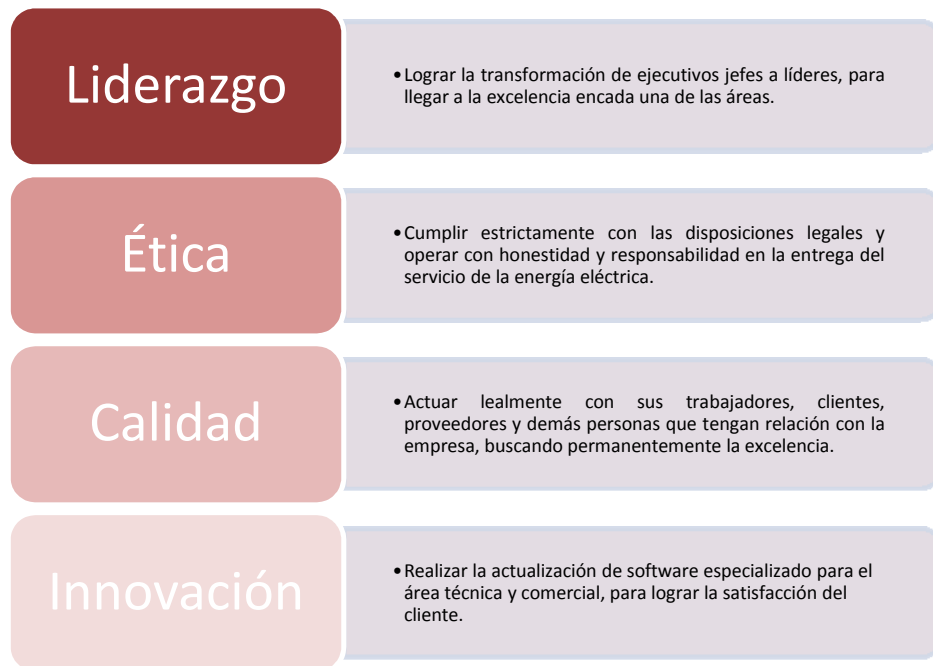 Liderazgo
•Lograr la transformación de ejecutivos jefes a líderes, para
llegar a la excelencia encada una de las áreas.
Ética
•Cumplir estrictamente con las disposiciones legales y
operar con honestidad y responsabilidad en la entrega del
servicio de la energía eléctrica.
Calidad
•Actuar lealmente con sus trabajadores, clientes,
proveedores y demás personas que tengan relación con la
empresa, buscando permanentemente la excelencia.
Innovación
•Realizar la actualización de software especializado para el
área técnica y comercial, para lograr la satisfacción del
cliente.